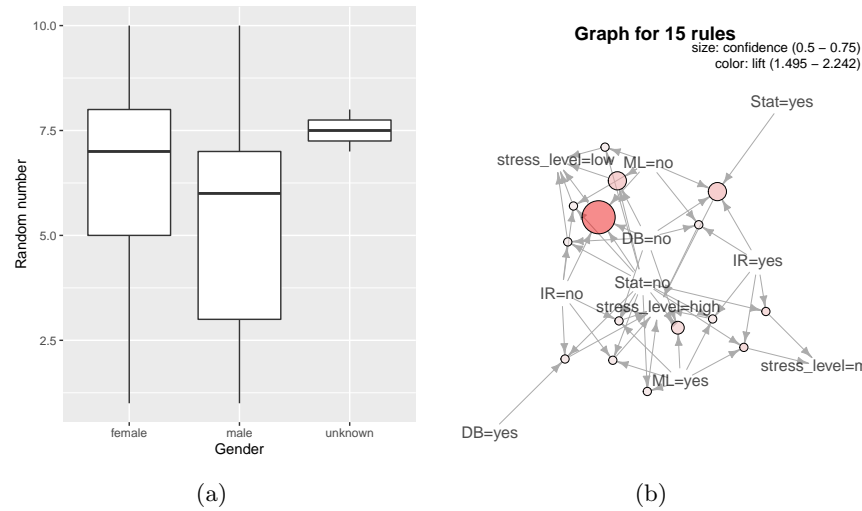 10.0
7.5
5.0
2.5
Random number
female male unknown
Gender
(a)
Graph for 15 rules
size: confidence (0.5 − 0.75)
color: lift (1.495 − 2.242)
Stat=yes
stress_level=low
ML=no
DB=no
IR=yes
Stat=no
IR=no
stress_level=high
stress_level=m
ML=yes
DB=yes
(b)